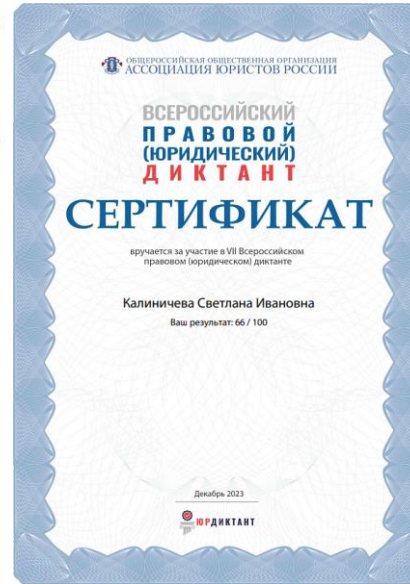 ОБЩЕРОССИЙСКАЯ ОБЩЕСТВЕННАЯ ОРГАНИЗАЦИЯ
АССОЦИАЦИЯ ЮРИСТОВ РОССИИ
ВСЕРОССИЙСКИЙ
ПРАВОВОЙ
(ЮРИДИЧЕСКИЙ)
ДИКТАНТ
СЕРТИФИКАТ
вручается за участие в VII Всероссийском
правовом (юридическом) диктанте
Калиничева Светлана Ивановна
Ваш результат: 66 / 100
Декабрь 2023
ЮРДИКТАНТ